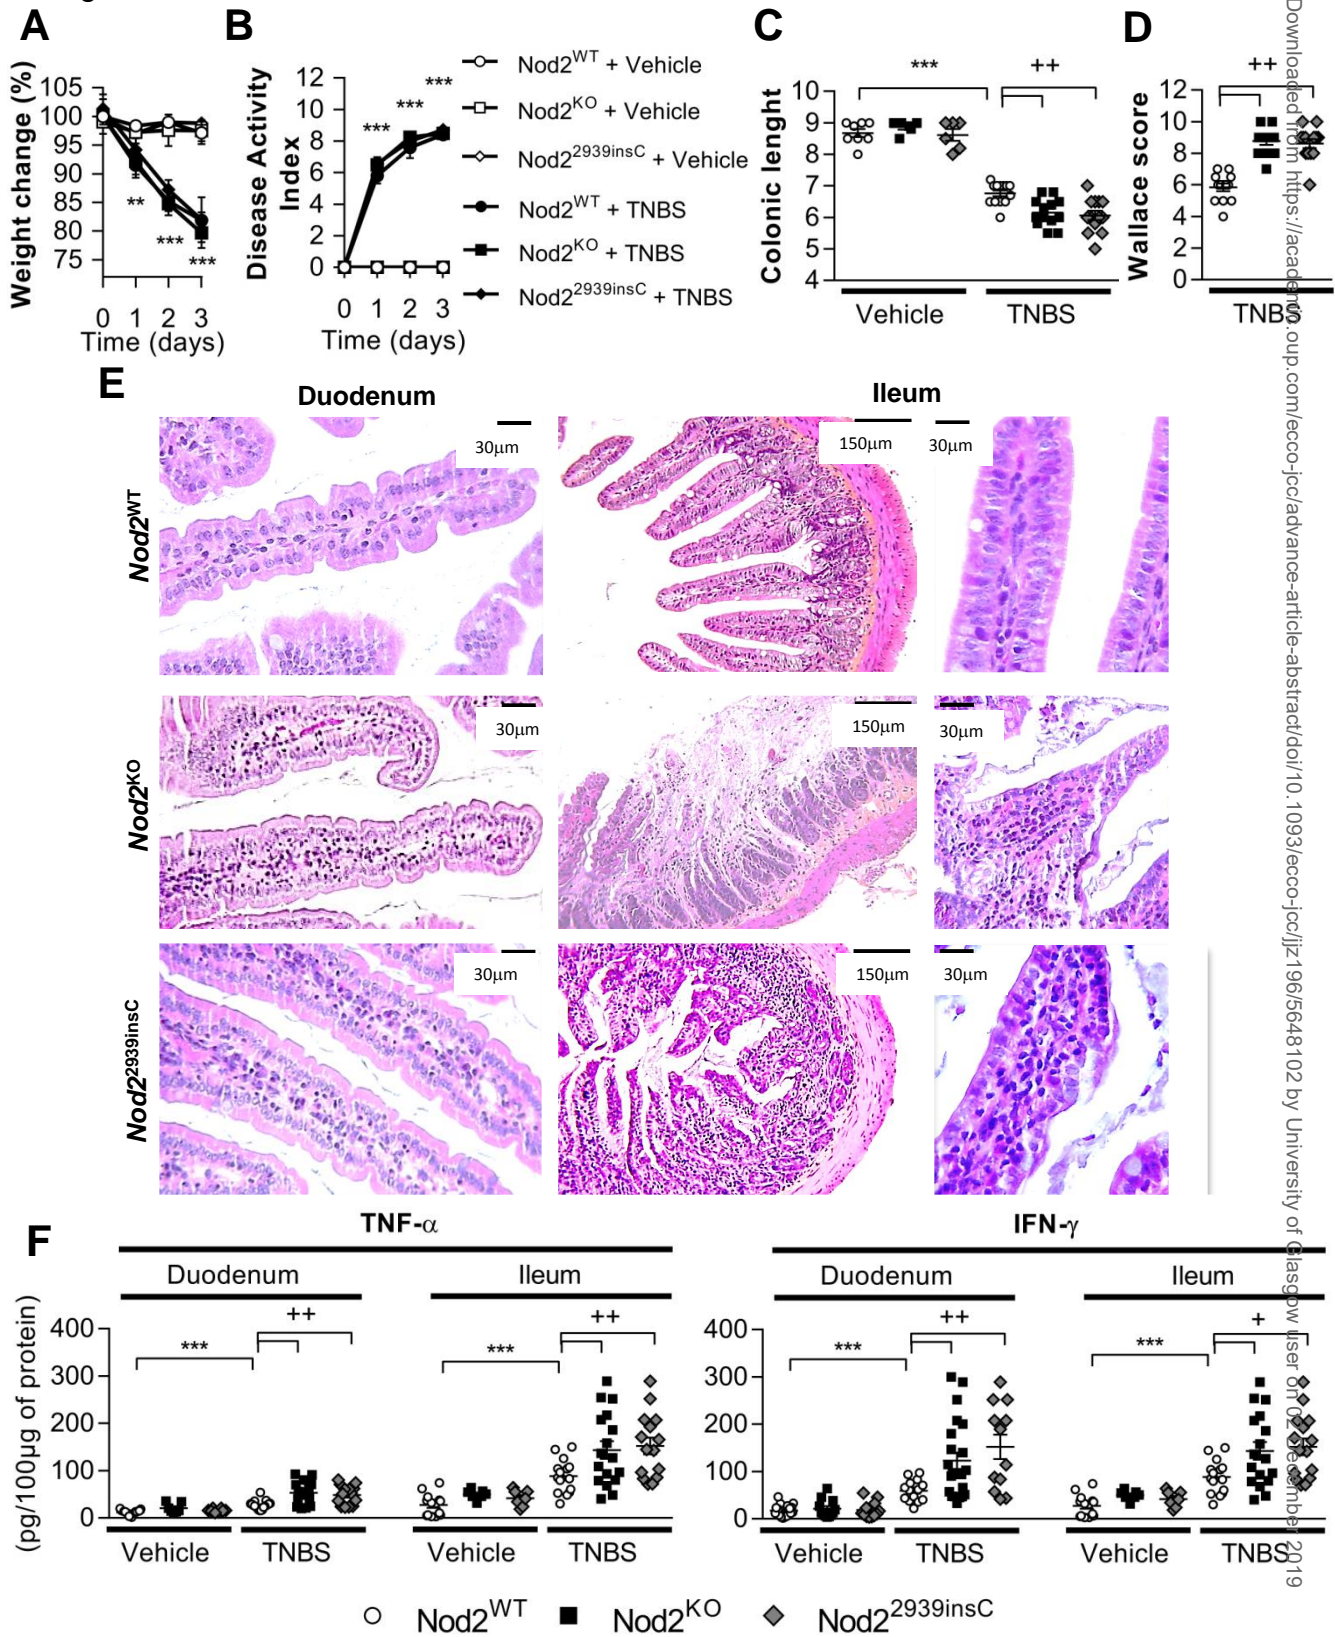 A
B
C
D
Weight change (%)
105
100
95
90
85
80
75
**
***
***
0 1 2 3
Time (days)
Disease Activity
Index
12
10
8
6
4
2
0
***
***
***
0 1 2 3
Time (days)
Nod2WT + Vehicle
Nod2KO + Vehicle
Nod22939insC + Vehicle
Nod2WT + TNBS
Nod2KO + TNBS
Nod22939insC + TNBS
Colonic lenght
10
9
8
7
6
5
4
*** ++
Vehicle TNBS
Wallace score
12
10
8
6
4
2
0
++
TNBS
E
Duodenum Ileum
Nod2WT
30µm 150µm 30µm
Nod2KO
30µm 150µm 30µm
Nod22939insC
30µm 150µm 30µm
F
TNF-α IFN-γ
Duodenum Ileum Duodenum Ileum
(pg/100µg of protein)
400
300
200
100
0
*** ++ *** ++
400
300
200
100
0
*** ++ *** +
Vehicle TNBS Vehicle TNBS Vehicle TNBS Vehicle TNBS
Nod2WT Nod2KO Nod22939insC
Downloaded from https://academic.oup.com/ecco-jcc/advance-article-abstract/doi/10.1093/ecco-jcc/jjz196/5648102 by University of Glasgow user on 02 December 2019